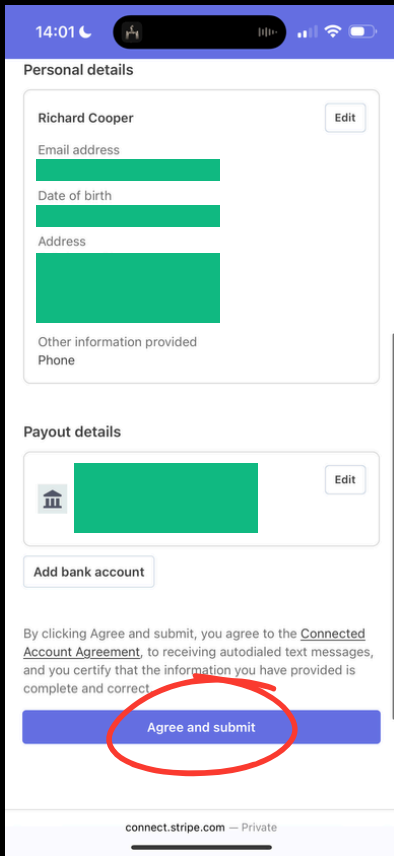 14:01
Personal details
Richard Cooper
Edit
Email address
Date of birth
Address
Other information provided
Phone
Payout details
Edit
Add bank account
By clicking Agree and submit, you agree to the Connected
Account Agreement, to receiving autodialed text messages,
and you certify that the information you have provided is
complete and correct.
Agree and submit
connect.stripe.com — Private